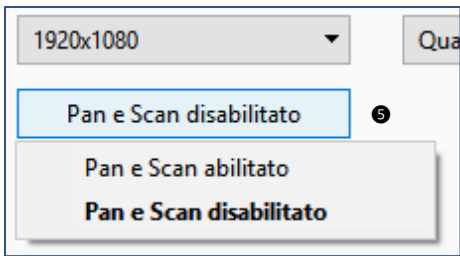 1920x1080 Qua
Pan e Scan disabilitato ❺
Pan e Scan abilitato
Pan e Scan disabilitato